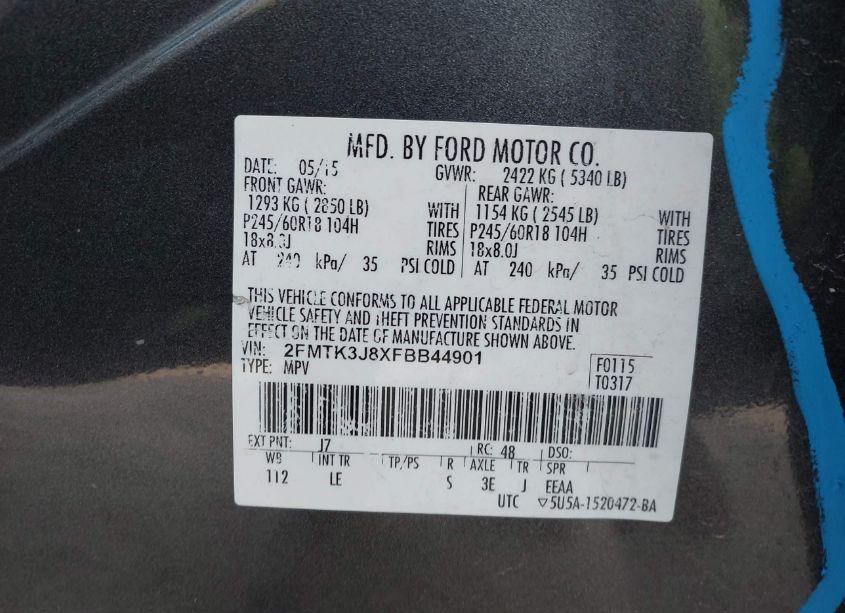 MFD. BY FORD MOTOR CO.
DATE: 05/15 GVWR: 2422 KG ( 5340 LB)
FRONT GAWR: REAR GAWR:
1293 KG ( 2850 LB) WITH 1154 KG ( 2545 LB) WITH
P245/60R18 104H TIRES P245/60R18 104H TIRES
18x8.0J RIMS 18x8.0J RIMS
AT 240 kPa/ 35 PSI COLD AT 240 kPa/ 35 PSI COLD
THIS VEHICLE CONFORMS TO ALL APPLICABLE FEDERAL MOTOR
VEHICLE SAFETY AND THEFT PREVENTION STANDARDS IN
EFFECT ON THE DATE OF MANUFACTURE SHOWN ABOVE.
VIN: 2FMTK3J8XFBB44901 F0115
TYPE: MPV T0317
EXT PNT: J7 RC: 48 DSO:
WB INT TR TP/PS R AXLE TR SPR
112 LE S 3E J EEAA
UTC ▽5U5A-1520472-BA